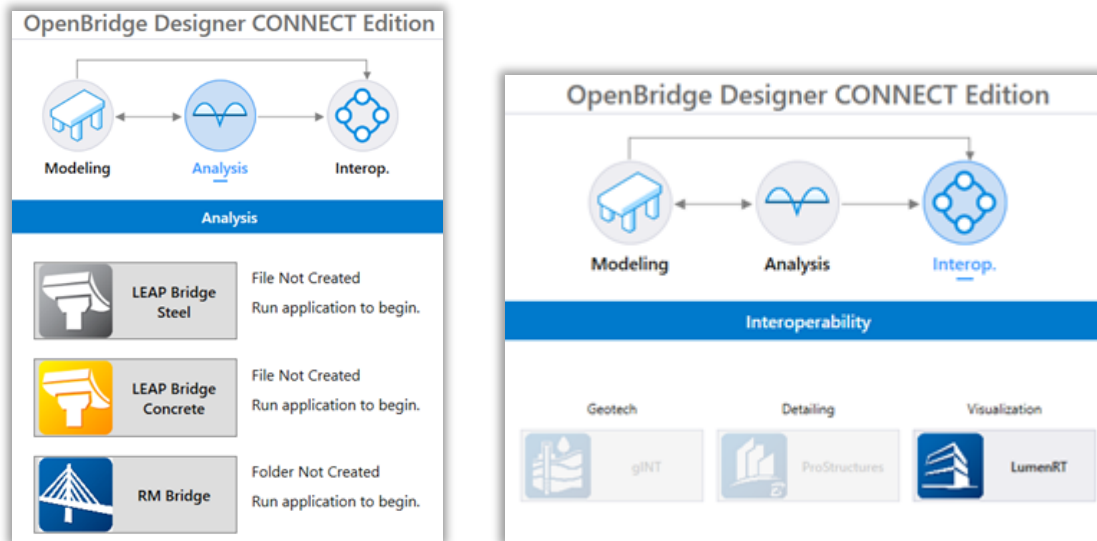 OpenBridge Designer CONNECT Edition
Modeling
Analysis
Interop.
Analysis
LEAP Bridge
Steel
File Not Created
Run application to begin.
LEAP Bridge
Concrete
File Not Created
Run application to begin.
RM Bridge
Folder Not Created
Run application to begin.
OpenBridge Designer CONNECT Edition
Modeling
Analysis
Interop.
Interoperability
Geotech
Detailing
Visualization
gINT
ProStructures
LumenRT